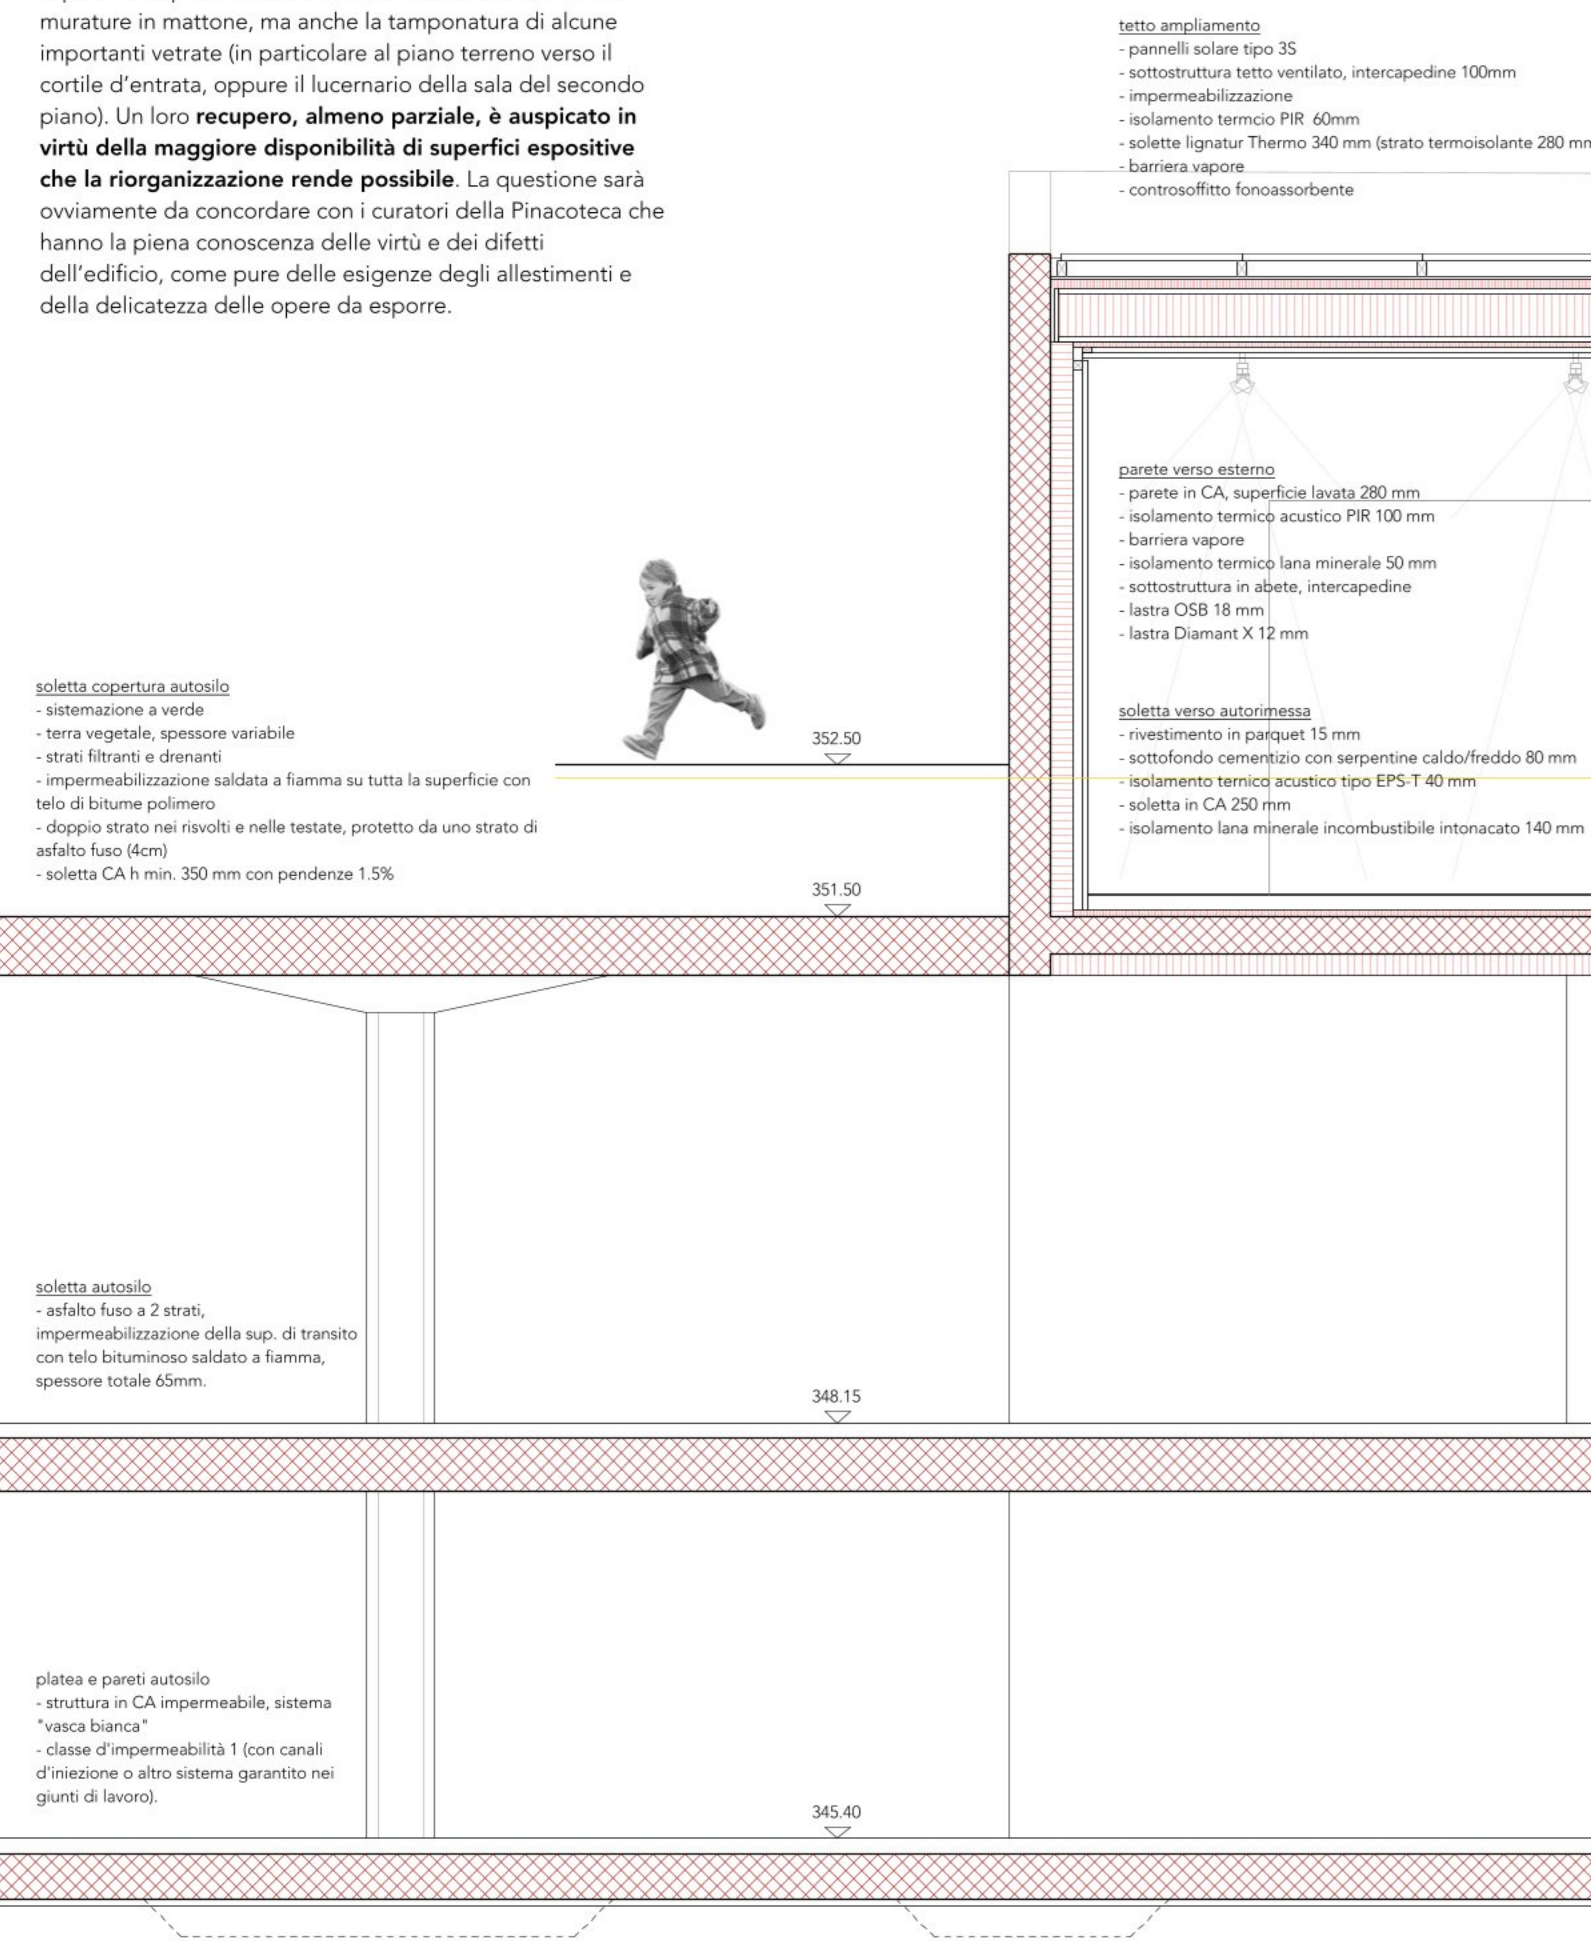 murature in mattone, ma anche la tamponatura di alcune
importanti vetrate (in particolare al piano terreno verso il
cortile d'entrata, oppure il lucernario della sala del secondo
piano). Un loro recupero, almeno parziale, è auspicato in
virtù della maggiore disponibilità di superfici espositive
che la riorganizzazione rende possibile. La questione sarà
ovviamente da concordare con i curatori della Pinacoteca che
hanno la piena conoscenza delle virtù e dei difetti
dell'edificio, come pure delle esigenze degli allestimenti e
della delicatezza delle opere da esporre.
tetto ampliamento
- pannelli solare tipo 3S
- sottostruttura tetto ventilato, intercapedine 100mm
- impermeabilizzazione
- isolamento termcio PIR 60mm
- solette lignatur Thermo 340 mm (strato termoisolante 280 mm
- barriera vapore
- controsoffitto fonoassorbente
parete verso esterno
- parete in CA, superficie lavata 280 mm
- isolamento termico acustico PIR 100 mm
- barriera vapore
- isolamento termico lana minerale 50 mm
- sottostruttura in abete, intercapedine
- lastra OSB 18 mm
- lastra Diamant X 12 mm
soletta verso autorimessa
- rivestimento in parquet 15 mm
- sottofondo cementizio con serpentine caldo/freddo 80 mm
- isolamento ternico acustico tipo EPS-T 40 mm
- soletta in CA 250 mm
- isolamento lana minerale incombustibile intonacato 140 mm
soletta copertura autosilo
- sistemazione a verde
- terra vegetale, spessore variabile
- strati filtranti e drenanti
- impermeabilizzazione saldata a fiamma su tutta la superficie con
telo di bitume polimero
- doppio strato nei risvolti e nelle testate, protetto da uno strato di
asfalto fuso (4cm)
- soletta CA h min. 350 mm con pendenze 1.5%
352.50
351.50
soletta autosilo
- asfalto fuso a 2 strati,
impermeabilizzazione della sup. di transito
con telo bituminoso saldato a fiamma,
spessore totale 65mm.
348.15
platea e pareti autosilo
- struttura in CA impermeabile, sistema
"vasca bianca"
- classe d'impermeabilità 1 (con canali
d'iniezione o altro sistema garantito nei
giunti di lavoro).
345.40